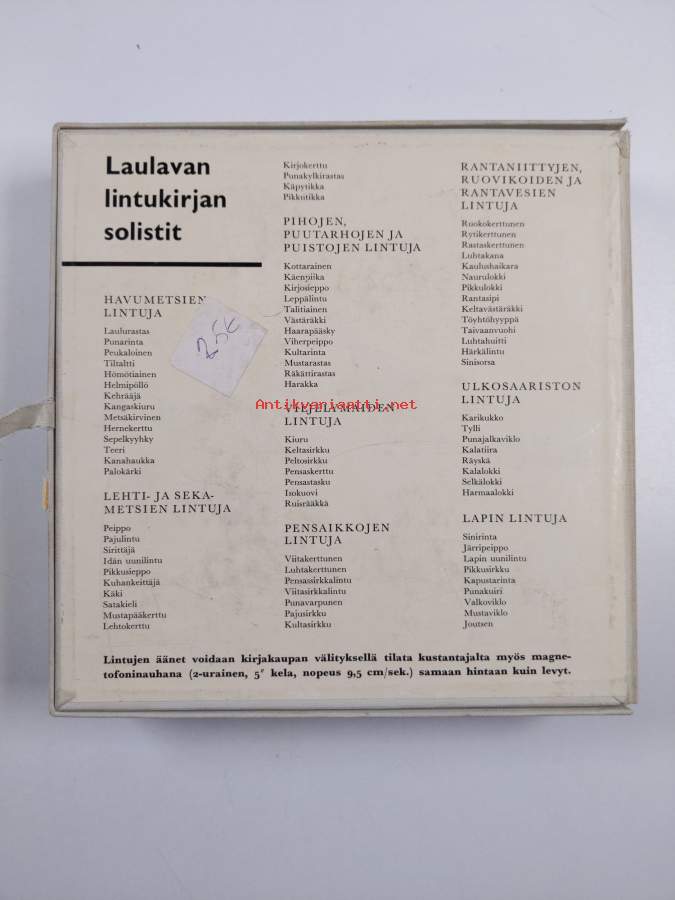 Laulavan
lintukirjan
solistit
HAVUMETSIEN
LINTUJA
Laulurastas
Punarinta
Peukaloinen
Tiltaltti
Hömötiainen
Helmipöllö
Kehrääjä
Kangaskiuru
Metsäkirvinen
Hernekerttu
Sepelkyyhky
Teeri
Kanahaukka
Palokärki
LEHTI- JA SEKA-
METSIEN LINTUJA
Peippo
Pajulintu
Sirittäjä
Idän uunilintu
Pikkusieppo
Kuhankeittäjä
Käki
Satakieli
Mustapääkerttu
Lehtokerttu
Kirjokerttu
Punakylkirastas
Käpytikka
Pikkutikka
PIHOJEN,
PUUTARHOJEN JA
PUISTOJEN LINTUJA
Kottarainen
Käenpiika
Kirjosieppo
Leppälintu
Talitiainen
Västäräkki
Haarapääsky
Viherpeippo
Kultarinta
Mustarastas
Räkättirastas
Harakka
VILJELYMAIDEN
LINTUJA
Kiuru
Keltasirkku
Peltosirkku
Pensaskerttu
Pensastasku
Isokuovi
Ruisrääkkä
PENSAIKKOJEN
LINTUJA
Viitakerttunen
Luhtakerttunen
Pensassirkkalintu
Viitasirkkalintu
Punavarpunen
Pajusirkku
Kultasirkku
RANTANIITTYJEN,
RUOVIKOIDEN JA
RANTAVESIEN
LINTUJA
Ruokokerttunen
Rytikerttunen
Rastaskerttunen
Luhtakana
Kaulushaikara
Naurulokki
Pikkulokki
Rantasipi
Keltavästäräkki
Töyhtöhyyppä
Taivaanvuohi
Luhtahuitti
Härkälintu
Sinisorsa
ULKOSAARISTON
LINTUJA
Karikukko
Tylli
Punajalkaviklo
Kalatiira
Räyskä
Kalalokki
Selkälokki
Harmaalokki
LAPIN LINTUJA
Sinirinta
Järripeippo
Lapin uunilintu
Pikkusirkku
Kapustarinta
Punakuiri
Valkoviklo
Mustaviklo
Joutsen
Lintujen äänet voidaan kirjakaupan välityksellä tilata kustantajalta myös magne-
tofoninauhana (2-urainen, 5" kela, nopeus 9,5 cm/sek.) samaan hintaan kuin levyt.
Antikvariaatti.net